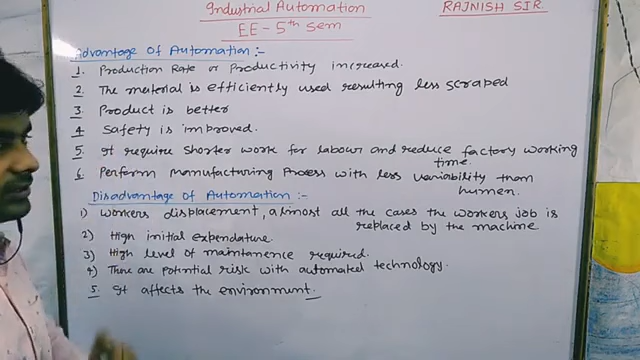 Industrial Automation
RAJNISH SIR
EE - 5th Sem
Advantage of Automation :-
1. Production Rate or Productivity increased.
2 The material is efficiently used resulting less scraped
3 Product is better
4 Safety is improved.
5 It require shorter work for labour and reduce factory working
time.
6 Perform manufacturing Process with less variability than
humen.
Disadvantage of Automation :-
1) Workers displacement, almost all the cases the workers job is
replaced by the machine
2) High initial expendature.
3) High level of maintanence required.
4) There are potential risk with automated technology.
5. It affects the environment.